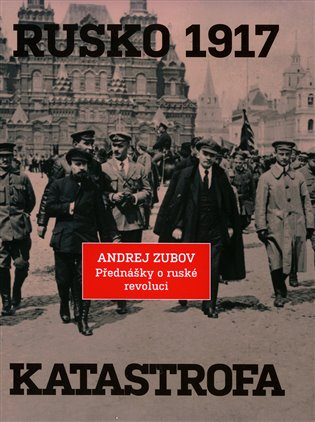 RUSKO 1917
ANDREJ ZUBOV
Přednášky o ruské
revoluci
KATASTROFA